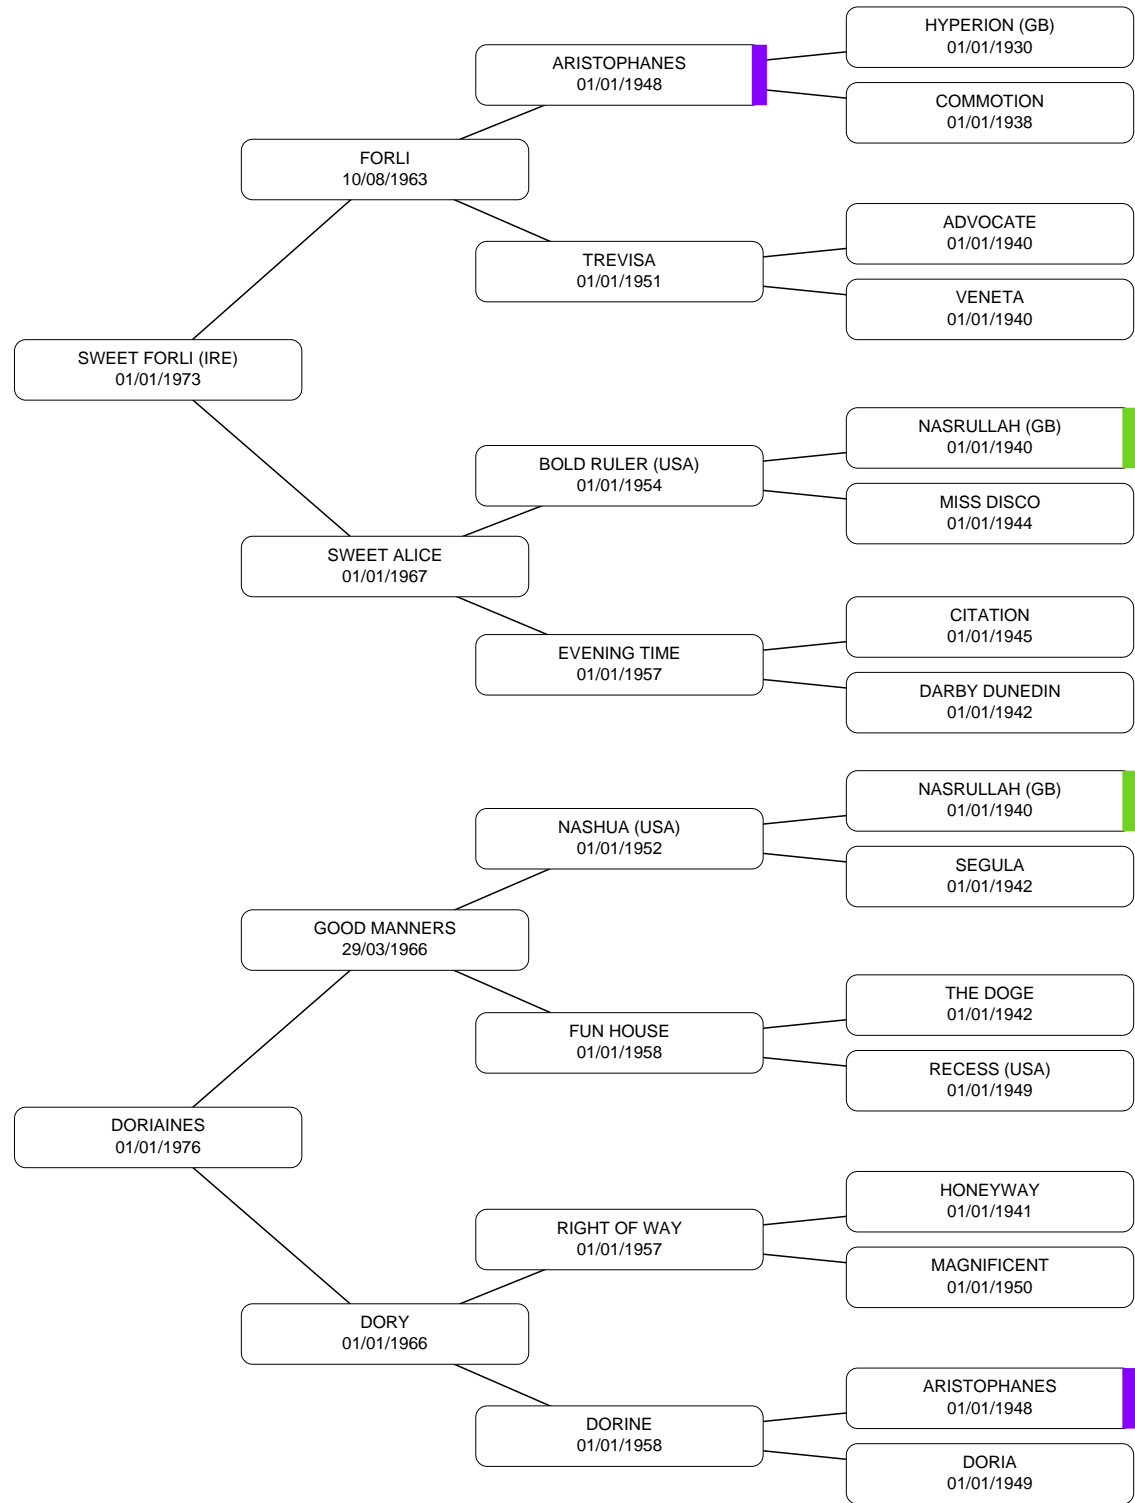 HYPERION (GB)
01/01/1930
ARISTOPHANES
01/01/1948
COMMOTION
01/01/1938
FORLI
10/08/1963
ADVOCATE
01/01/1940
TREVISA
01/01/1951
VENETA
01/01/1940
SWEET FORLI (IRE)
01/01/1973
NASRULLAH (GB)
01/01/1940
BOLD RULER (USA)
01/01/1954
MISS DISCO
01/01/1944
SWEET ALICE
01/01/1967
CITATION
01/01/1945
EVENING TIME
01/01/1957
DARBY DUNEDIN
01/01/1942
NASRULLAH (GB)
01/01/1940
NASHUA (USA)
01/01/1952
SEGULA
01/01/1942
GOOD MANNERS
29/03/1966
THE DOGE
01/01/1942
FUN HOUSE
01/01/1958
RECESS (USA)
01/01/1949
DORIAINES
01/01/1976
HONEYWAY
01/01/1941
RIGHT OF WAY
01/01/1957
MAGNIFICENT
01/01/1950
DORY
01/01/1966
ARISTOPHANES
01/01/1948
DORINE
01/01/1958
DORIA
01/01/1949